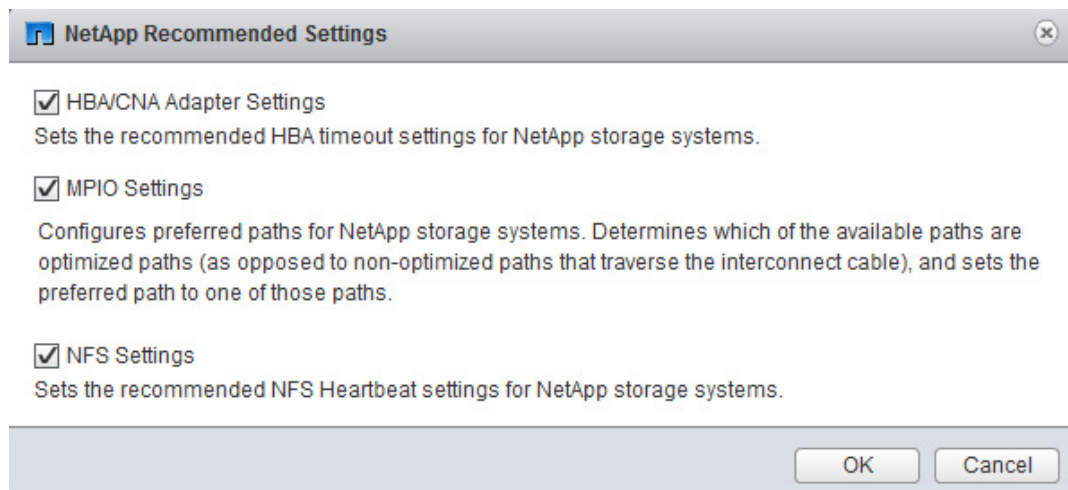 NetApp Recommended Settings
HBA/CNA Adapter Settings
Sets the recommended HBA timeout settings for NetApp storage systems.
MPIO Settings
Configures preferred paths for NetApp storage systems. Determines which of the available paths are
optimized paths (as opposed to non-optimized paths that traverse the interconnect cable), and sets the
preferred path to one of those paths.
NFS Settings
Sets the recommended NFS Heartbeat settings for NetApp storage systems.
OK Cancel